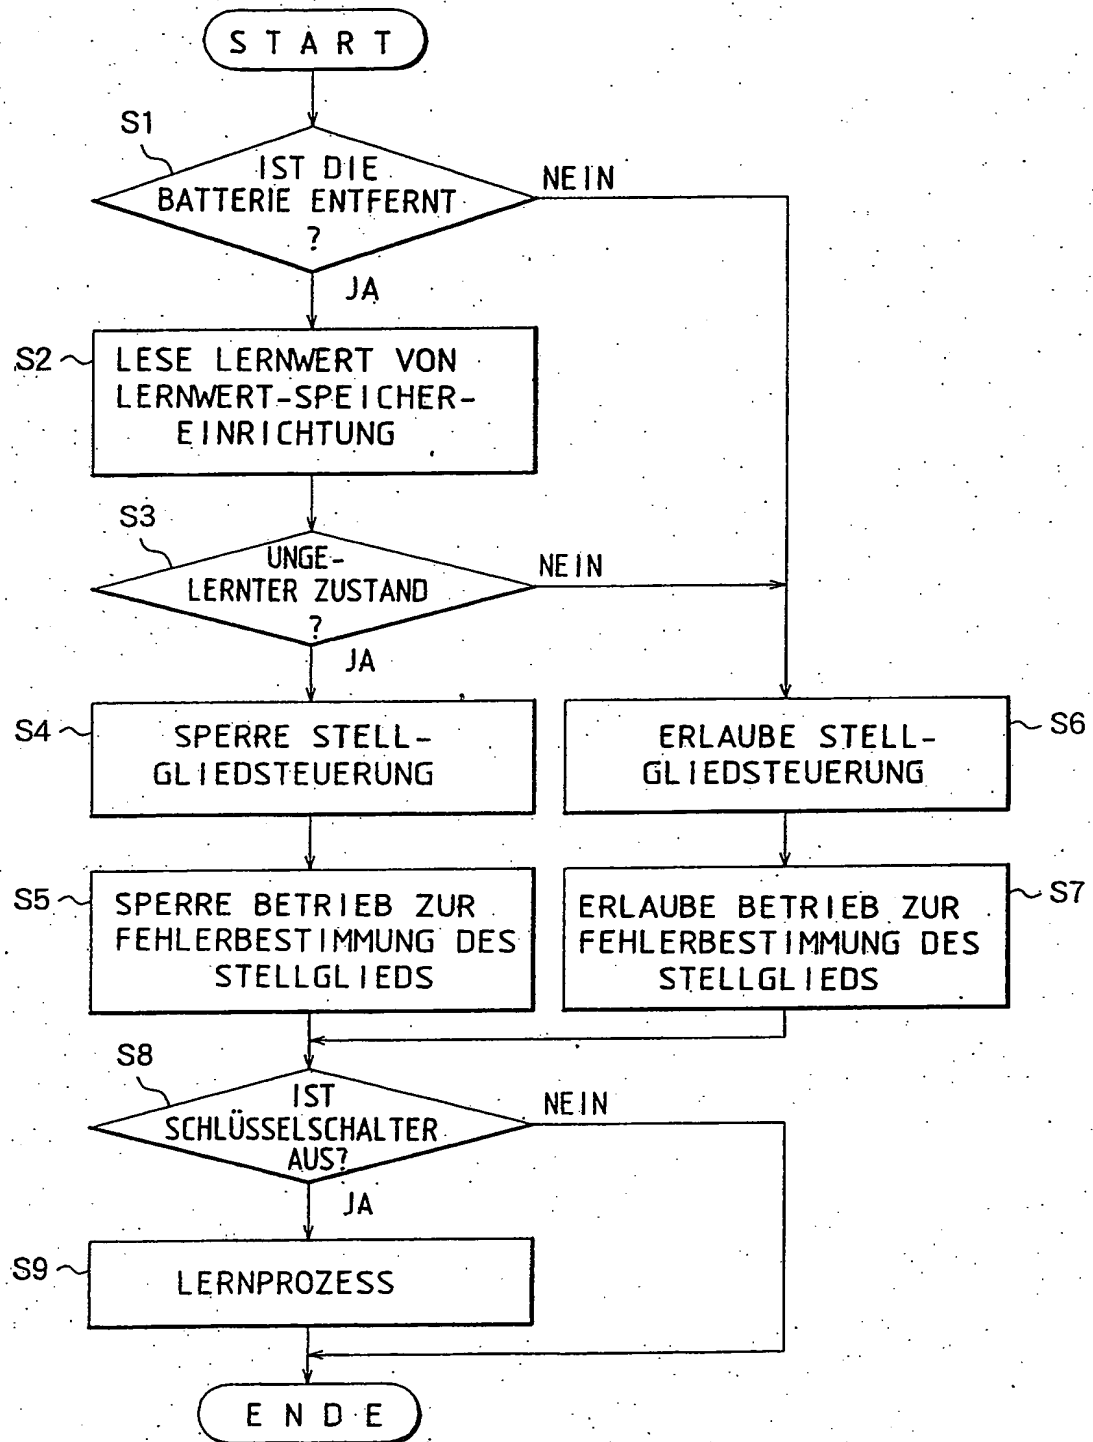 START
S1
IST DIE
BATTERIE ENTFERNT
?
NEIN
JA
S2
LESE LERNWERT VON
LERNWERT-SPEICHER-
EINRICHTUNG
S3
UNGE-
LERNTER ZUSTAND
?
NEIN
JA
S4
SPERRE STELL-
GLIEDSTEUERUNG
ERLAUBE STELL-
GLIEDSTEUERUNG
S6
S5
SPERRE BETRIEB ZUR
FEHLERBESTIMMUNG DES
STELLGLIEDS
ERLAUBE BETRIEB ZUR
FEHLERBESTIMMUNG DES
STELLGLIEDS
S7
S8
IST
SCHLÜSSELSCHALTER
AUS?
NEIN
JA
S9
LERNPROZESS
ENDE